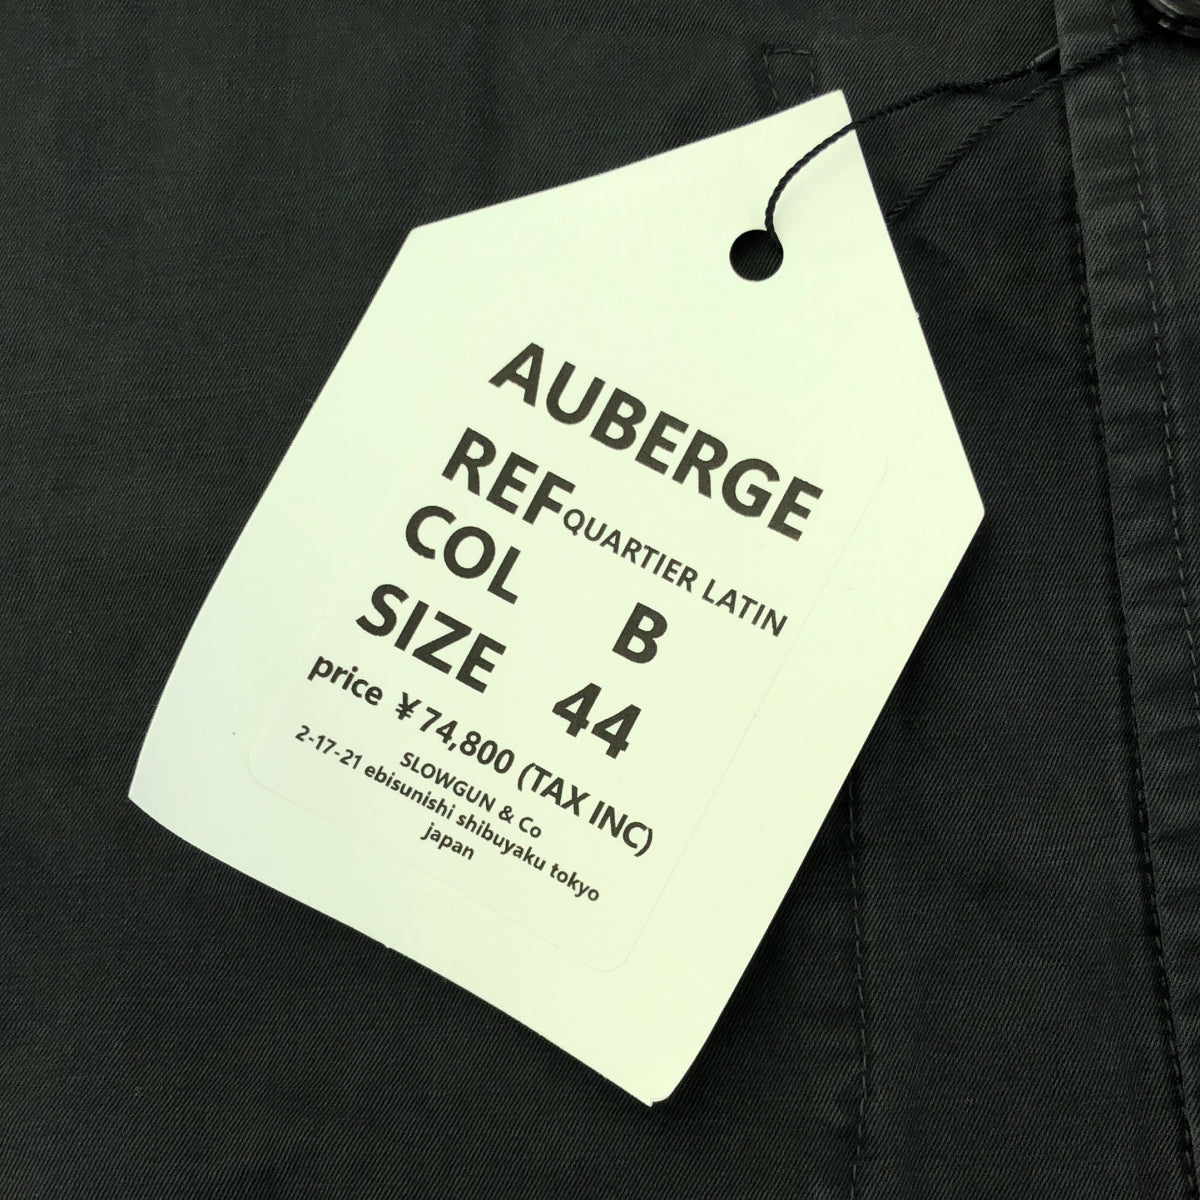 AUBERGE
REF QUARTIER LATIN
COL B
SIZE 44
price ¥74,800 (TAX INC)
SLOWGUN & Co
2-17-21 ebisunishi shibuyaku tokyo
japan